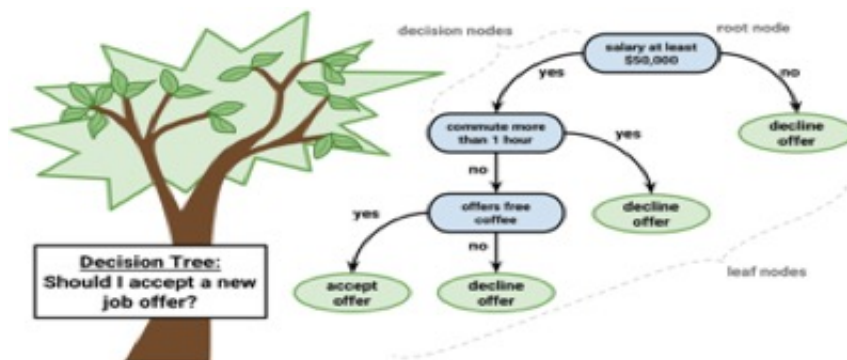 decision nodes
root node
salary at least
$50,000
yes
no
commute more
than 1 hour
decline
offer
yes
no
offers free
coffee
decline
offer
yes
no
Decision Tree:
Should I accept a new
job offer?
accept
offer
decline
offer
leaf nodes